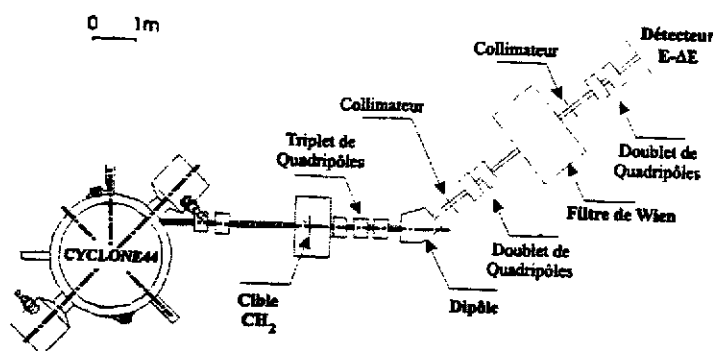 0 1m
Détecteur
E-ΔE
Collimateur
Collimateur
Triplet de
Quadripôles
Doublet de
Quadripôles
Filtre de Wien
CYCLONE44
Doublet de
Quadripôles
Cible
CH2
Dipôle